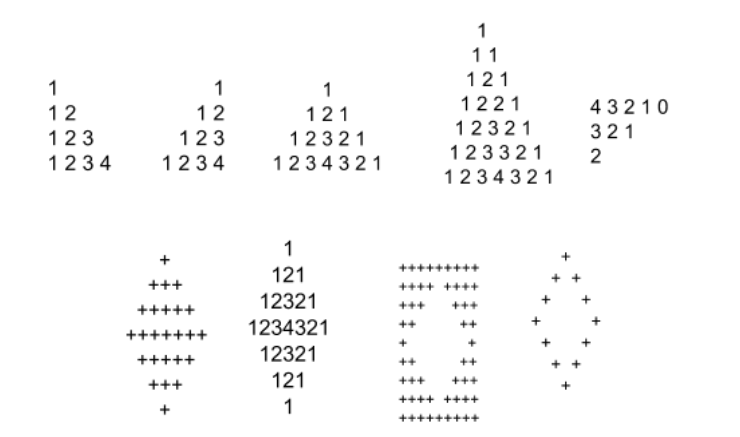 1
1 2
1 2 3
1 2 3 4
1
1 2
1 2 3
1 2 3 4
1
1 2 1
1 2 3 2 1
1 2 3 4 3 2 1
1
1 1
1 2 1
1 2 2 1
1 2 3 2 1
1 2 3 3 2 1
1 2 3 4 3 2 1
4 3 2 1 0
3 2 1
2
+
+++
+++++
+++++++
+++++
+++
+
1
121
12321
1234321
12321
121
1
+++++++++
++++ ++++
+++ +++
++ ++
+ +
++ ++
+++ +++
++++ ++++
+++++++++
+
+ +
+ +
+ +
+ +
+ +
+